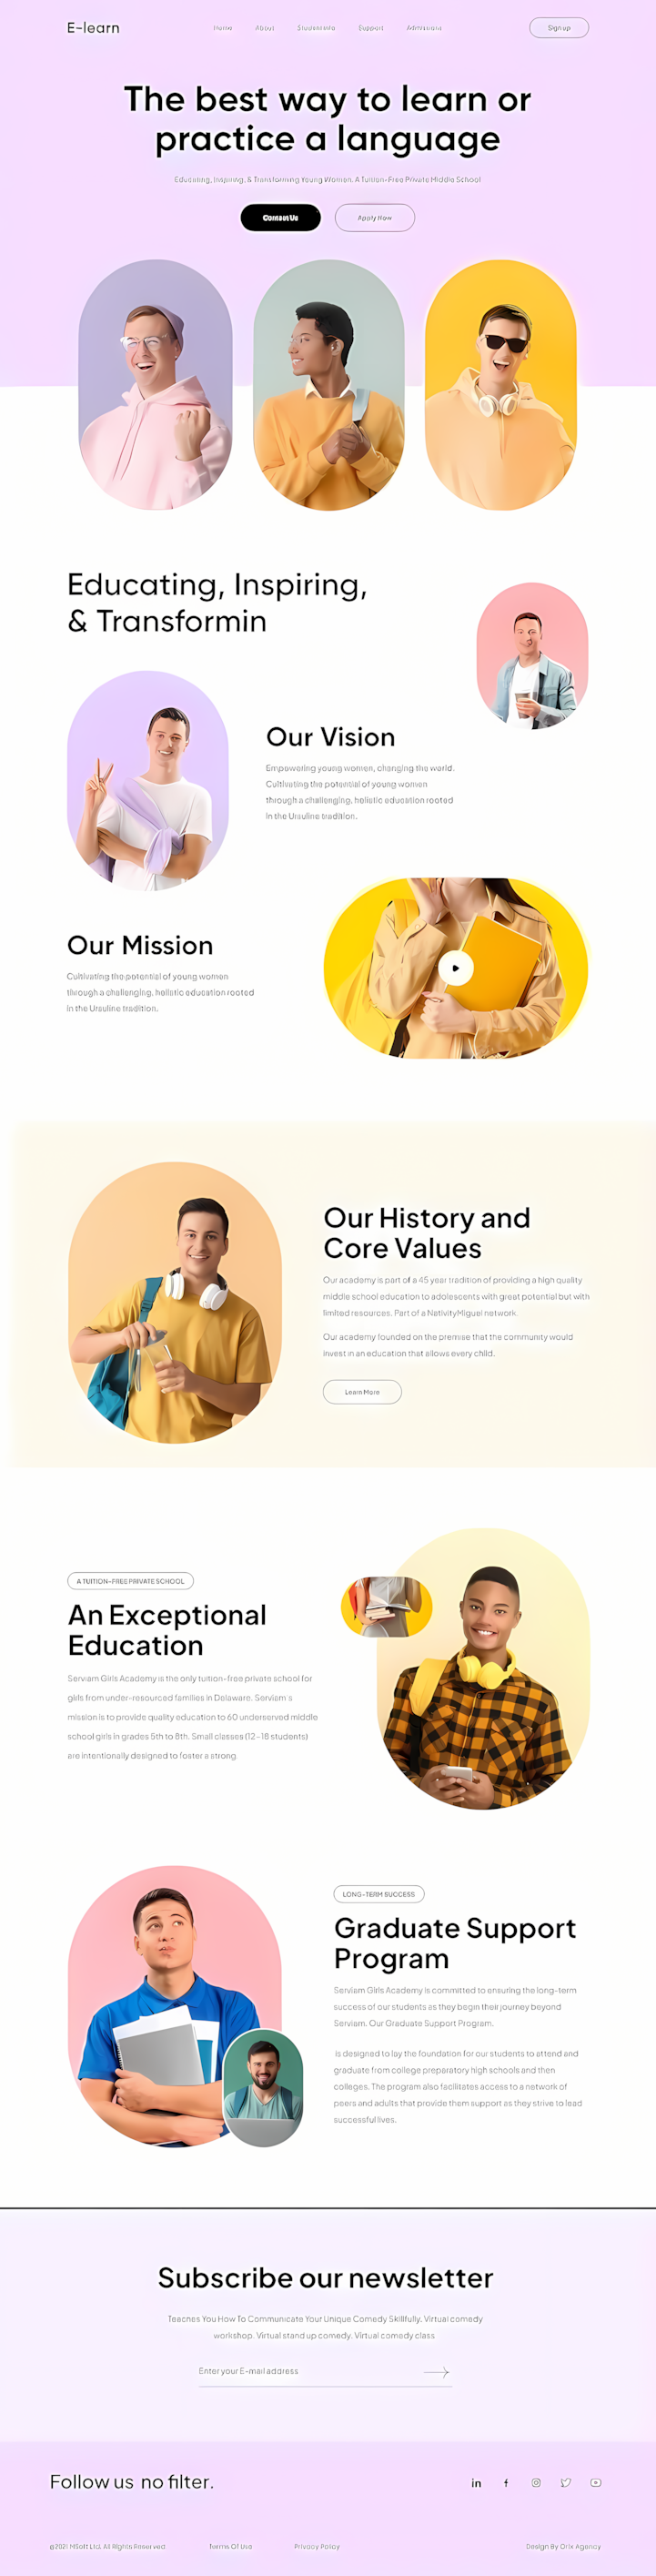 E-learn
Home About Support Admissions
Sign up
The best way to learn or
practice a language
Educating, Inspiring, & Transforming Young Women. A Tuition-Free Private Middle School
Contact Us Apply Now
Educating, Inspiring,
& Transformin
Our Vision
Empowering young women, changing the world.
Cultivating the potential of young women
through a challenging, holistic education rooted
in the Ursuline tradition.
Our Mission
Cultivating the potential of young women
through a challenging, holistic education rooted
in the Ursuline tradition.
Our History and
Core Values
Our academy is part of a 45 year tradition of providing a high quality
middle school education to adolescents with great potential but with
limited resources. Part of a NativityMiguel network.
Our academy founded on the premise that the community would
invest in an education that allows every child.
Learn More
A TUITION-FREE PRIVATE SCHOOL
An Exceptional
Education
Serviam Girls Academy is the only tuition-free private school for
girls from under-resourced families in Delaware. Serviam s
mission is to provide quality education to 60 underserved middle
school girls in grades 5th to 8th. Small classes (12-18 students)
are intentionally designed to foster a strong.
LONG-TERM SUCCESS
Graduate Support
Program
Serviam Girls Academy is committed to ensuring the long-term
success of our students as they begin their journey beyond
Serviam. Our Graduate Support Program.
is designed to lay the foundation for our students to attend and
graduate from college preparatory high schools and then
colleges. The program also facilitates access to a network of
peers and adults that provide them support as they strive to lead
successful lives.
Subscribe our newsletter
Teaches You How To Communicate Your Unique Comedy Skillfully. Virtual comedy
workshop. Virtual stand up comedy. Virtual comedy class
Enter your E-mail address
Follow us no filter.
in f
@2021 MSoft Ltd. All Rights Reserved Terms Of Use Privacy Policy Design By Orix Agency